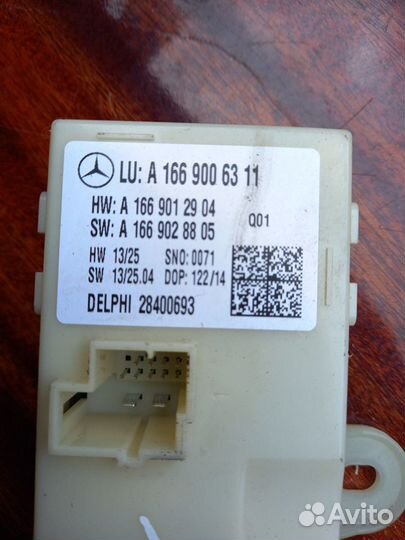 LU: A 166 900 63 11
HW: A 166 901 29 04
SW: A 166 902 88 05
Q01
HW 13/25 SNO: 0071
SW 13/25.04 DOP: 122/14
DELPHI 28400693
Avito